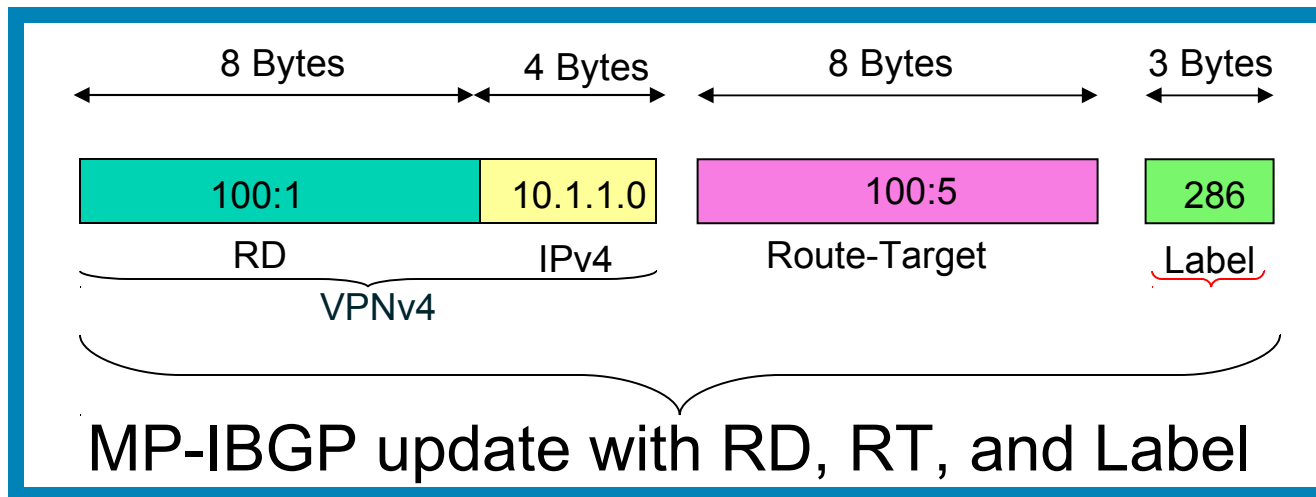 8 Bytes 4 Bytes 8 Bytes 3 Bytes
100:1 10.1.1.0 100:5 286
RD IPv4 Route-Target Label
VPNv4
MP-IBGP update with RD, RT, and Label